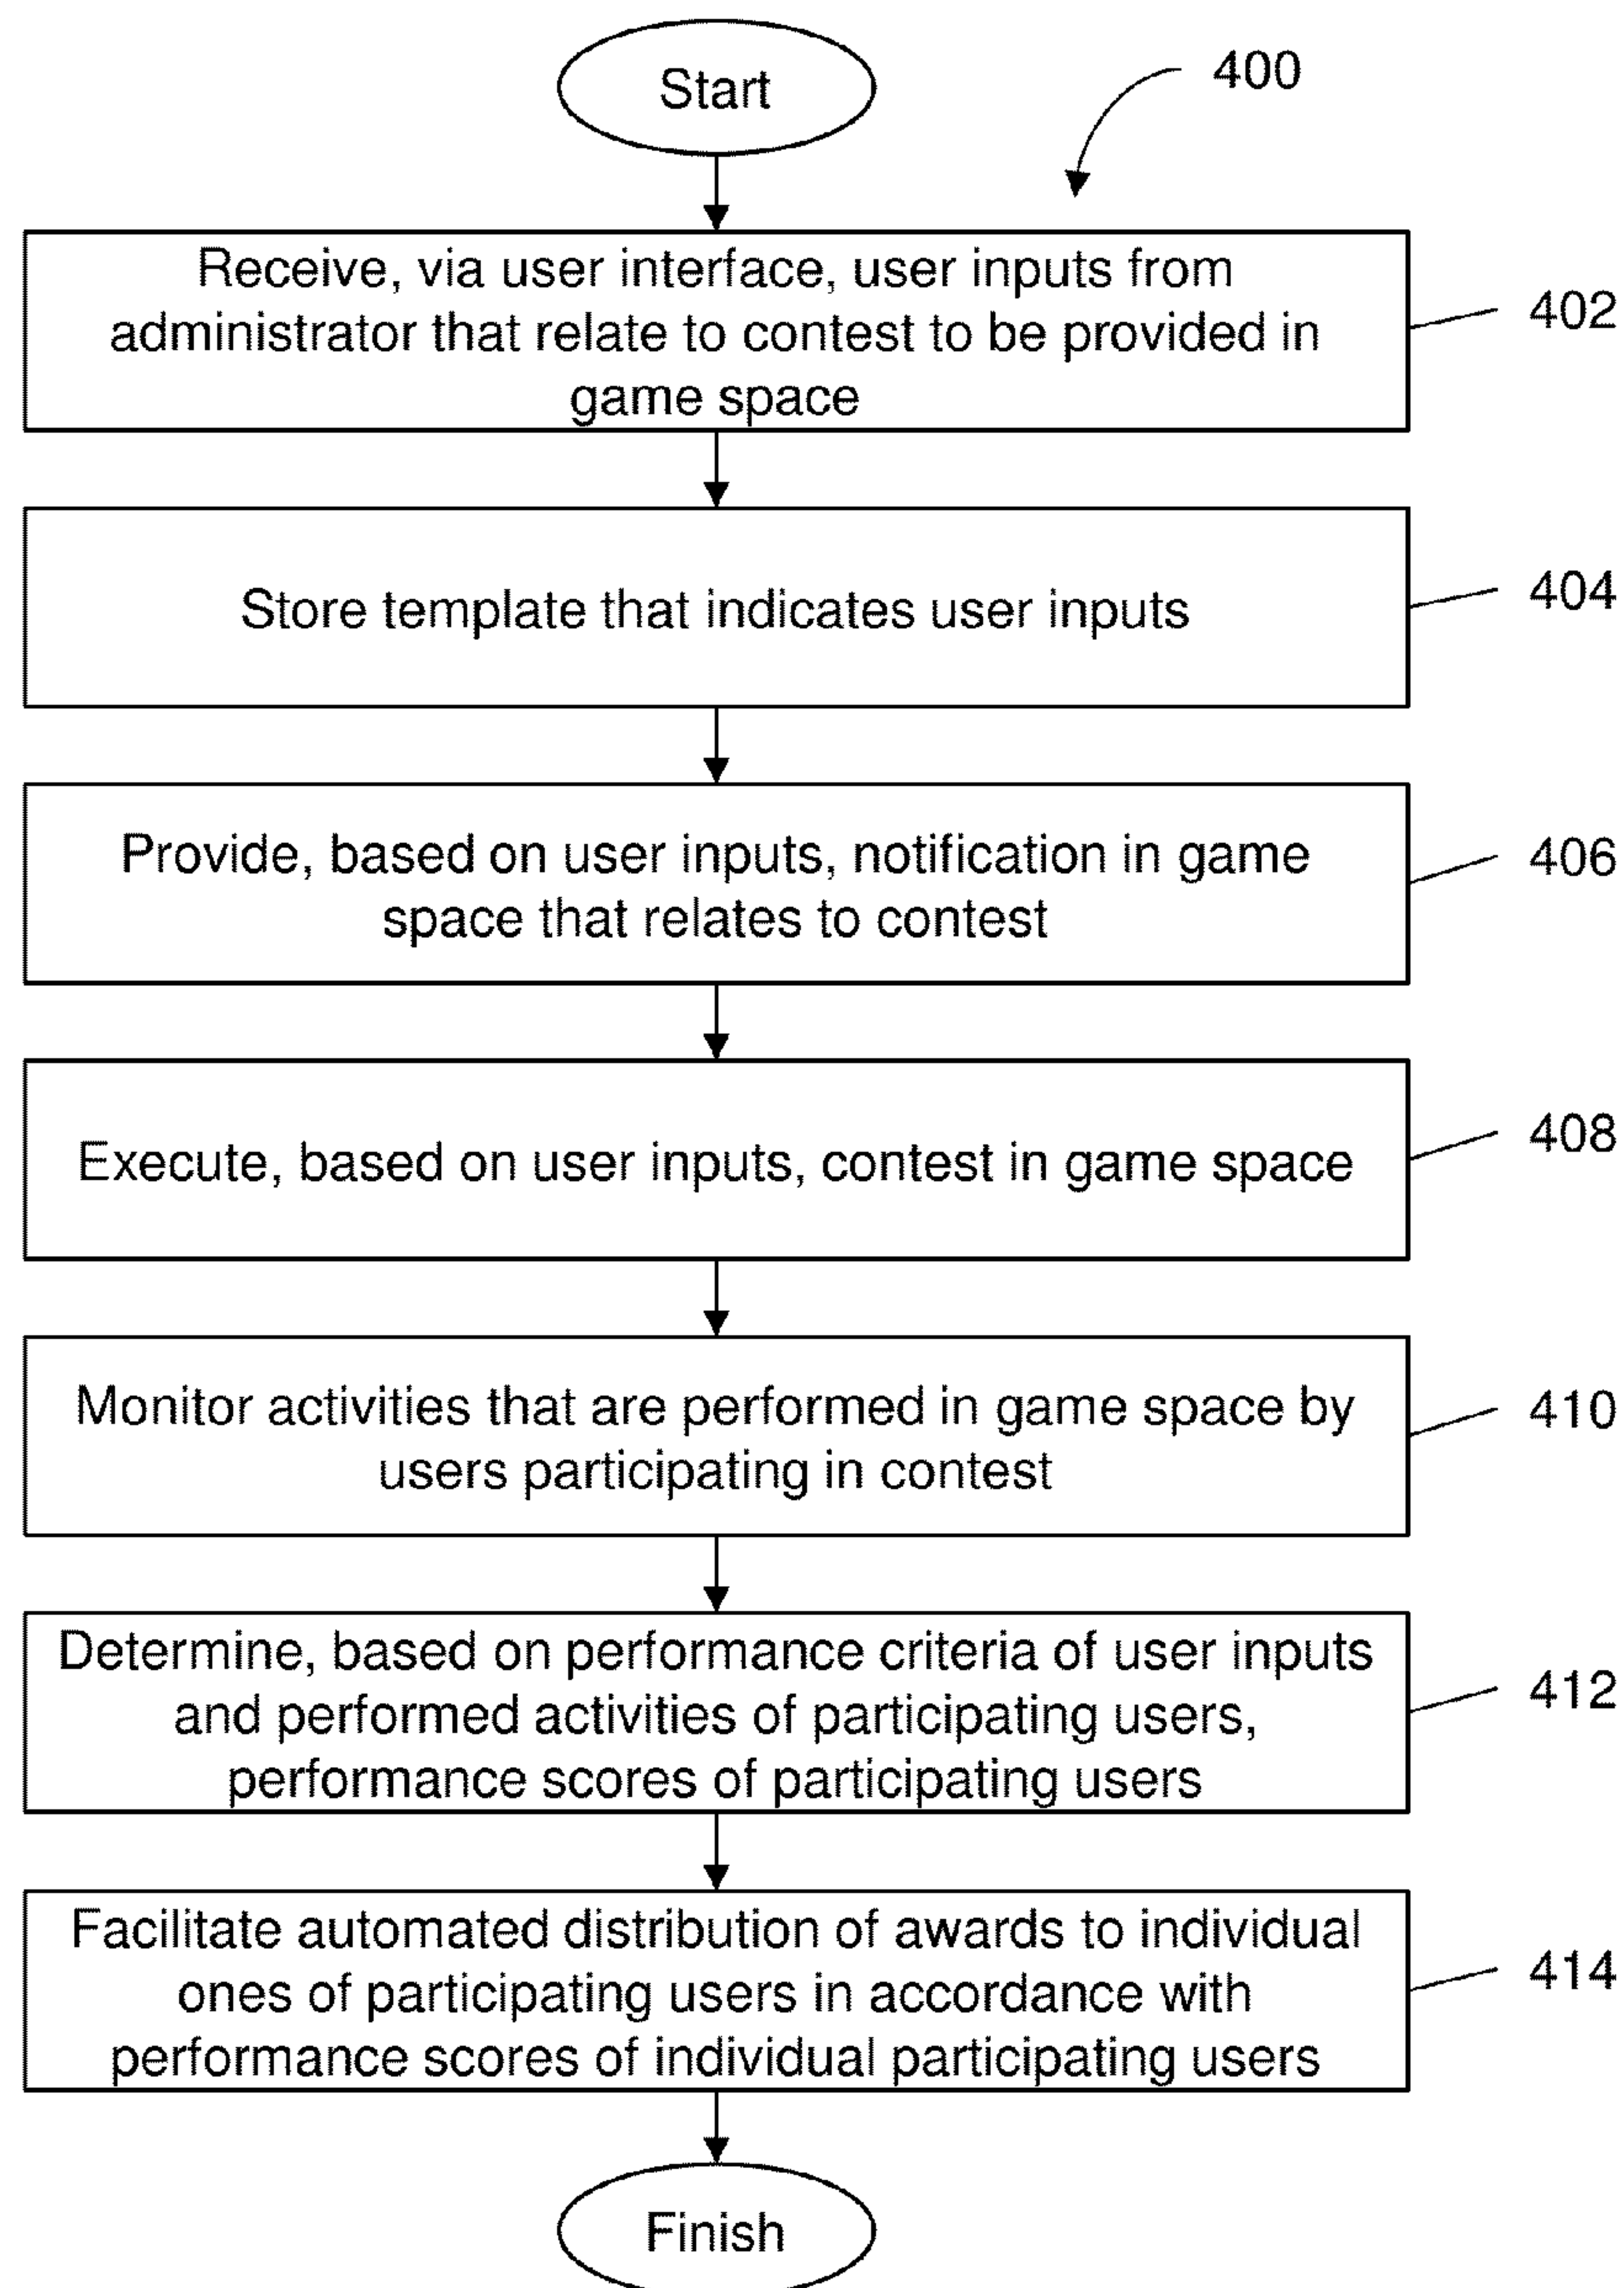 Start
400
Receive, via user interface, user inputs from
administrator that relate to contest to be provided in
game space
402
Store template that indicates user inputs
404
Provide, based on user inputs, notification in game
space that relates to contest
406
Execute, based on user inputs, contest in game space
408
Monitor activities that are performed in game space by
users participating in contest
410
Determine, based on performance criteria of user inputs
and performed activities of participating users,
performance scores of participating users
412
Facilitate automated distribution of awards to individual
ones of participating users in accordance with
performance scores of individual participating users
414
Finish